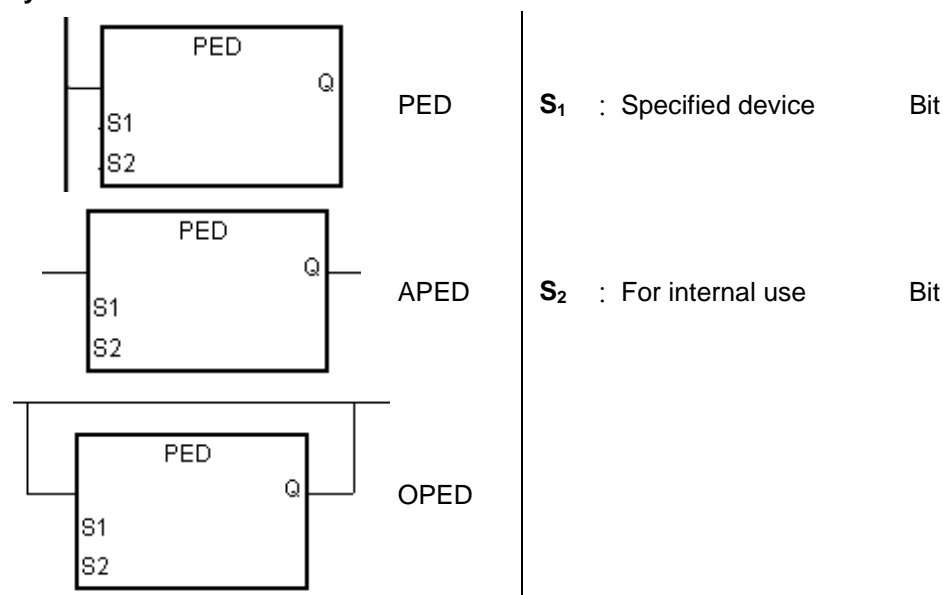 PED
Q
S1
S2
PED
S₁ : Specified device Bit
PED
Q
S1
S2
APED
S₂ : For internal use Bit
PED
Q
S1
S2
OPED